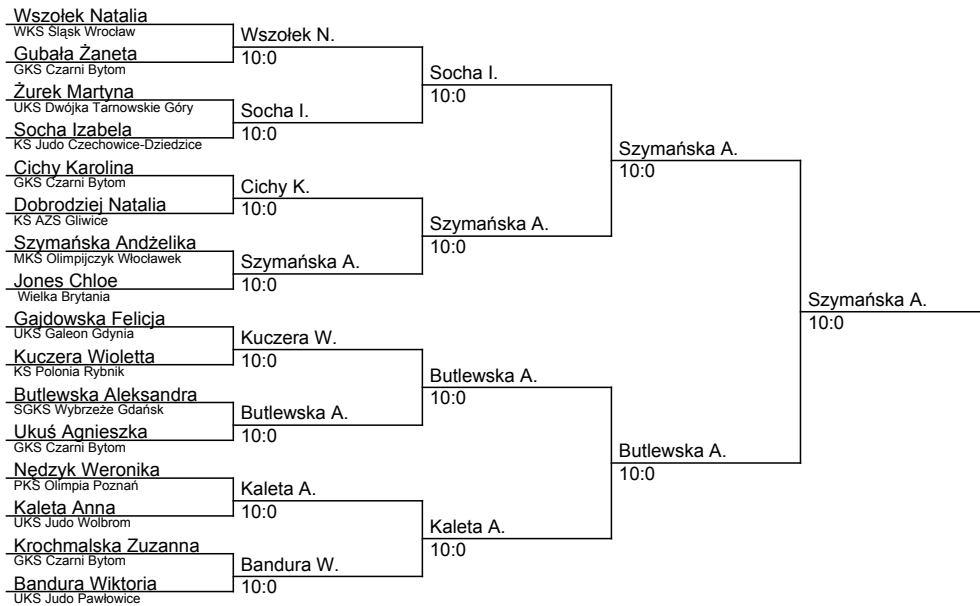 Wszołek Natalia
WKS Śląsk Wrocław
Gubała Żaneta
GKS Czarni Bytom
Żurek Martyna
UKS Dwójka Tarnowskie Góry
Socha Izabela
KS Judo Czechowice-Dziedzice
Cichy Karolina
GKS Czarni Bytom
Dobrodziej Natalia
KŚ AZS Gliwice
Szymańska Andżelika
MKS Olimpijczyk Włocławek
Jones Chloe
Wielka Brytania
Gajdowska Felicja
UKS Galeon Gdynia
Kuczera Wioletta
KS Polonia Rybnik
Butlewska Aleksandra
SGKS Wybrzeże Gdańsk
Ukuś Agnieszka
GKS Czarni Bytom
Nędzyk Weronika
PKS Olimpia Poznań
Kaleta Anna
UKS Judo Wolbrom
Krochmalska Zuzanna
GKS Czarni Bytom
Bandura Wiktoria
UKS Judo Pawłowice
Wszołek N.
10:0
Socha I.
10:0
Cichy K.
10:0
Szymańska A.
10:0
Kuczera W.
10:0
Butlewska A.
10:0
Kaleta A.
10:0
Bandura W.
10:0
Socha I.
10:0
Szymańska A.
10:0
Butlewska A.
10:0
Kaleta A.
10:0
Szymańska A.
10:0
Butlewska A.
10:0
Szymańska A.
10:0